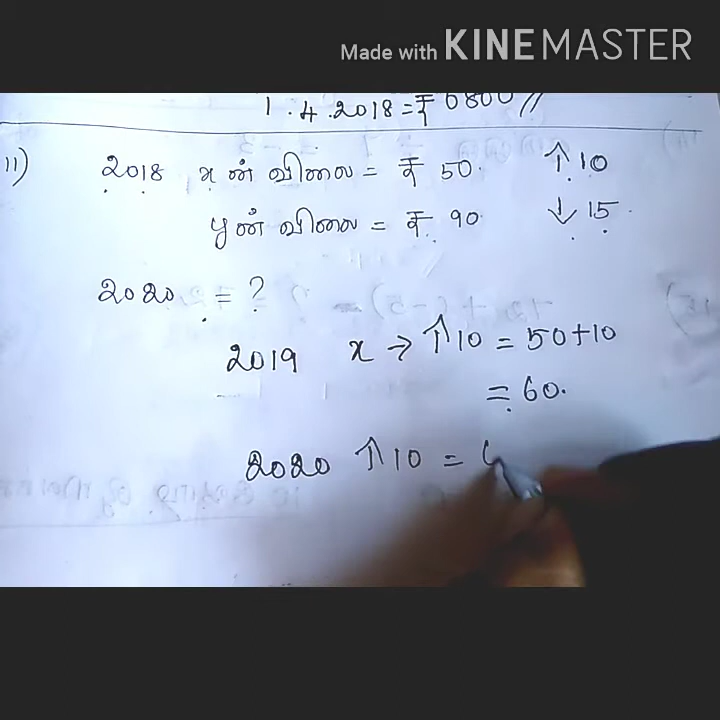 Made with KINEMASTER
1.4.2018 = ₹ 6800 //
11) 2018 x ன் விலை = ₹ 50. ↑ 10
y ன் விலை = ₹ 90 ↓ 15.
2020 = ?
2019 x → ↑ 10 = 50+10
= 60.
2020 ↑ 10 =